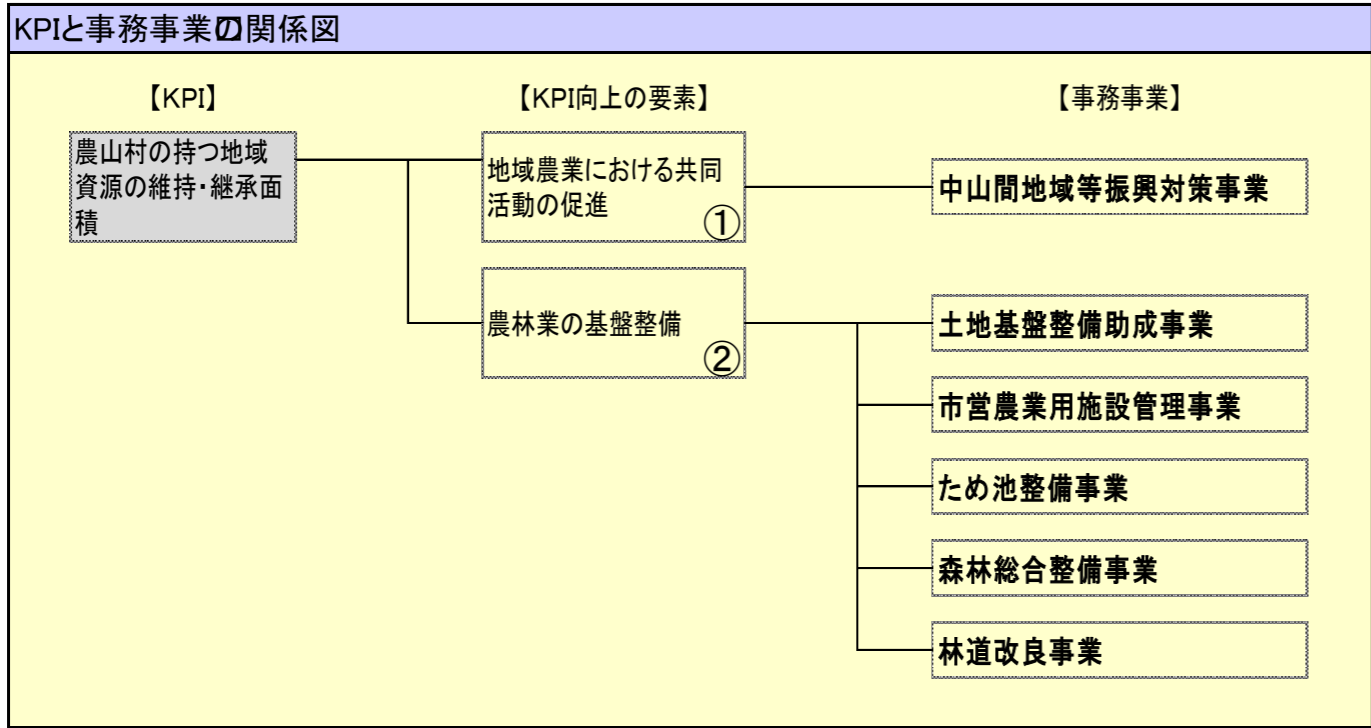 KPIと事務事業の関係図
【KPI】
【KPI向上の要素】
【事務事業】
農山村の持つ地域
資源の維持・継承面
積
地域農業における共同
活動の促進
①
中山間地域等振興対策事業
農林業の基盤整備
②
土地基盤整備助成事業
市営農業用施設管理事業
ため池整備事業
森林総合整備事業
林道改良事業